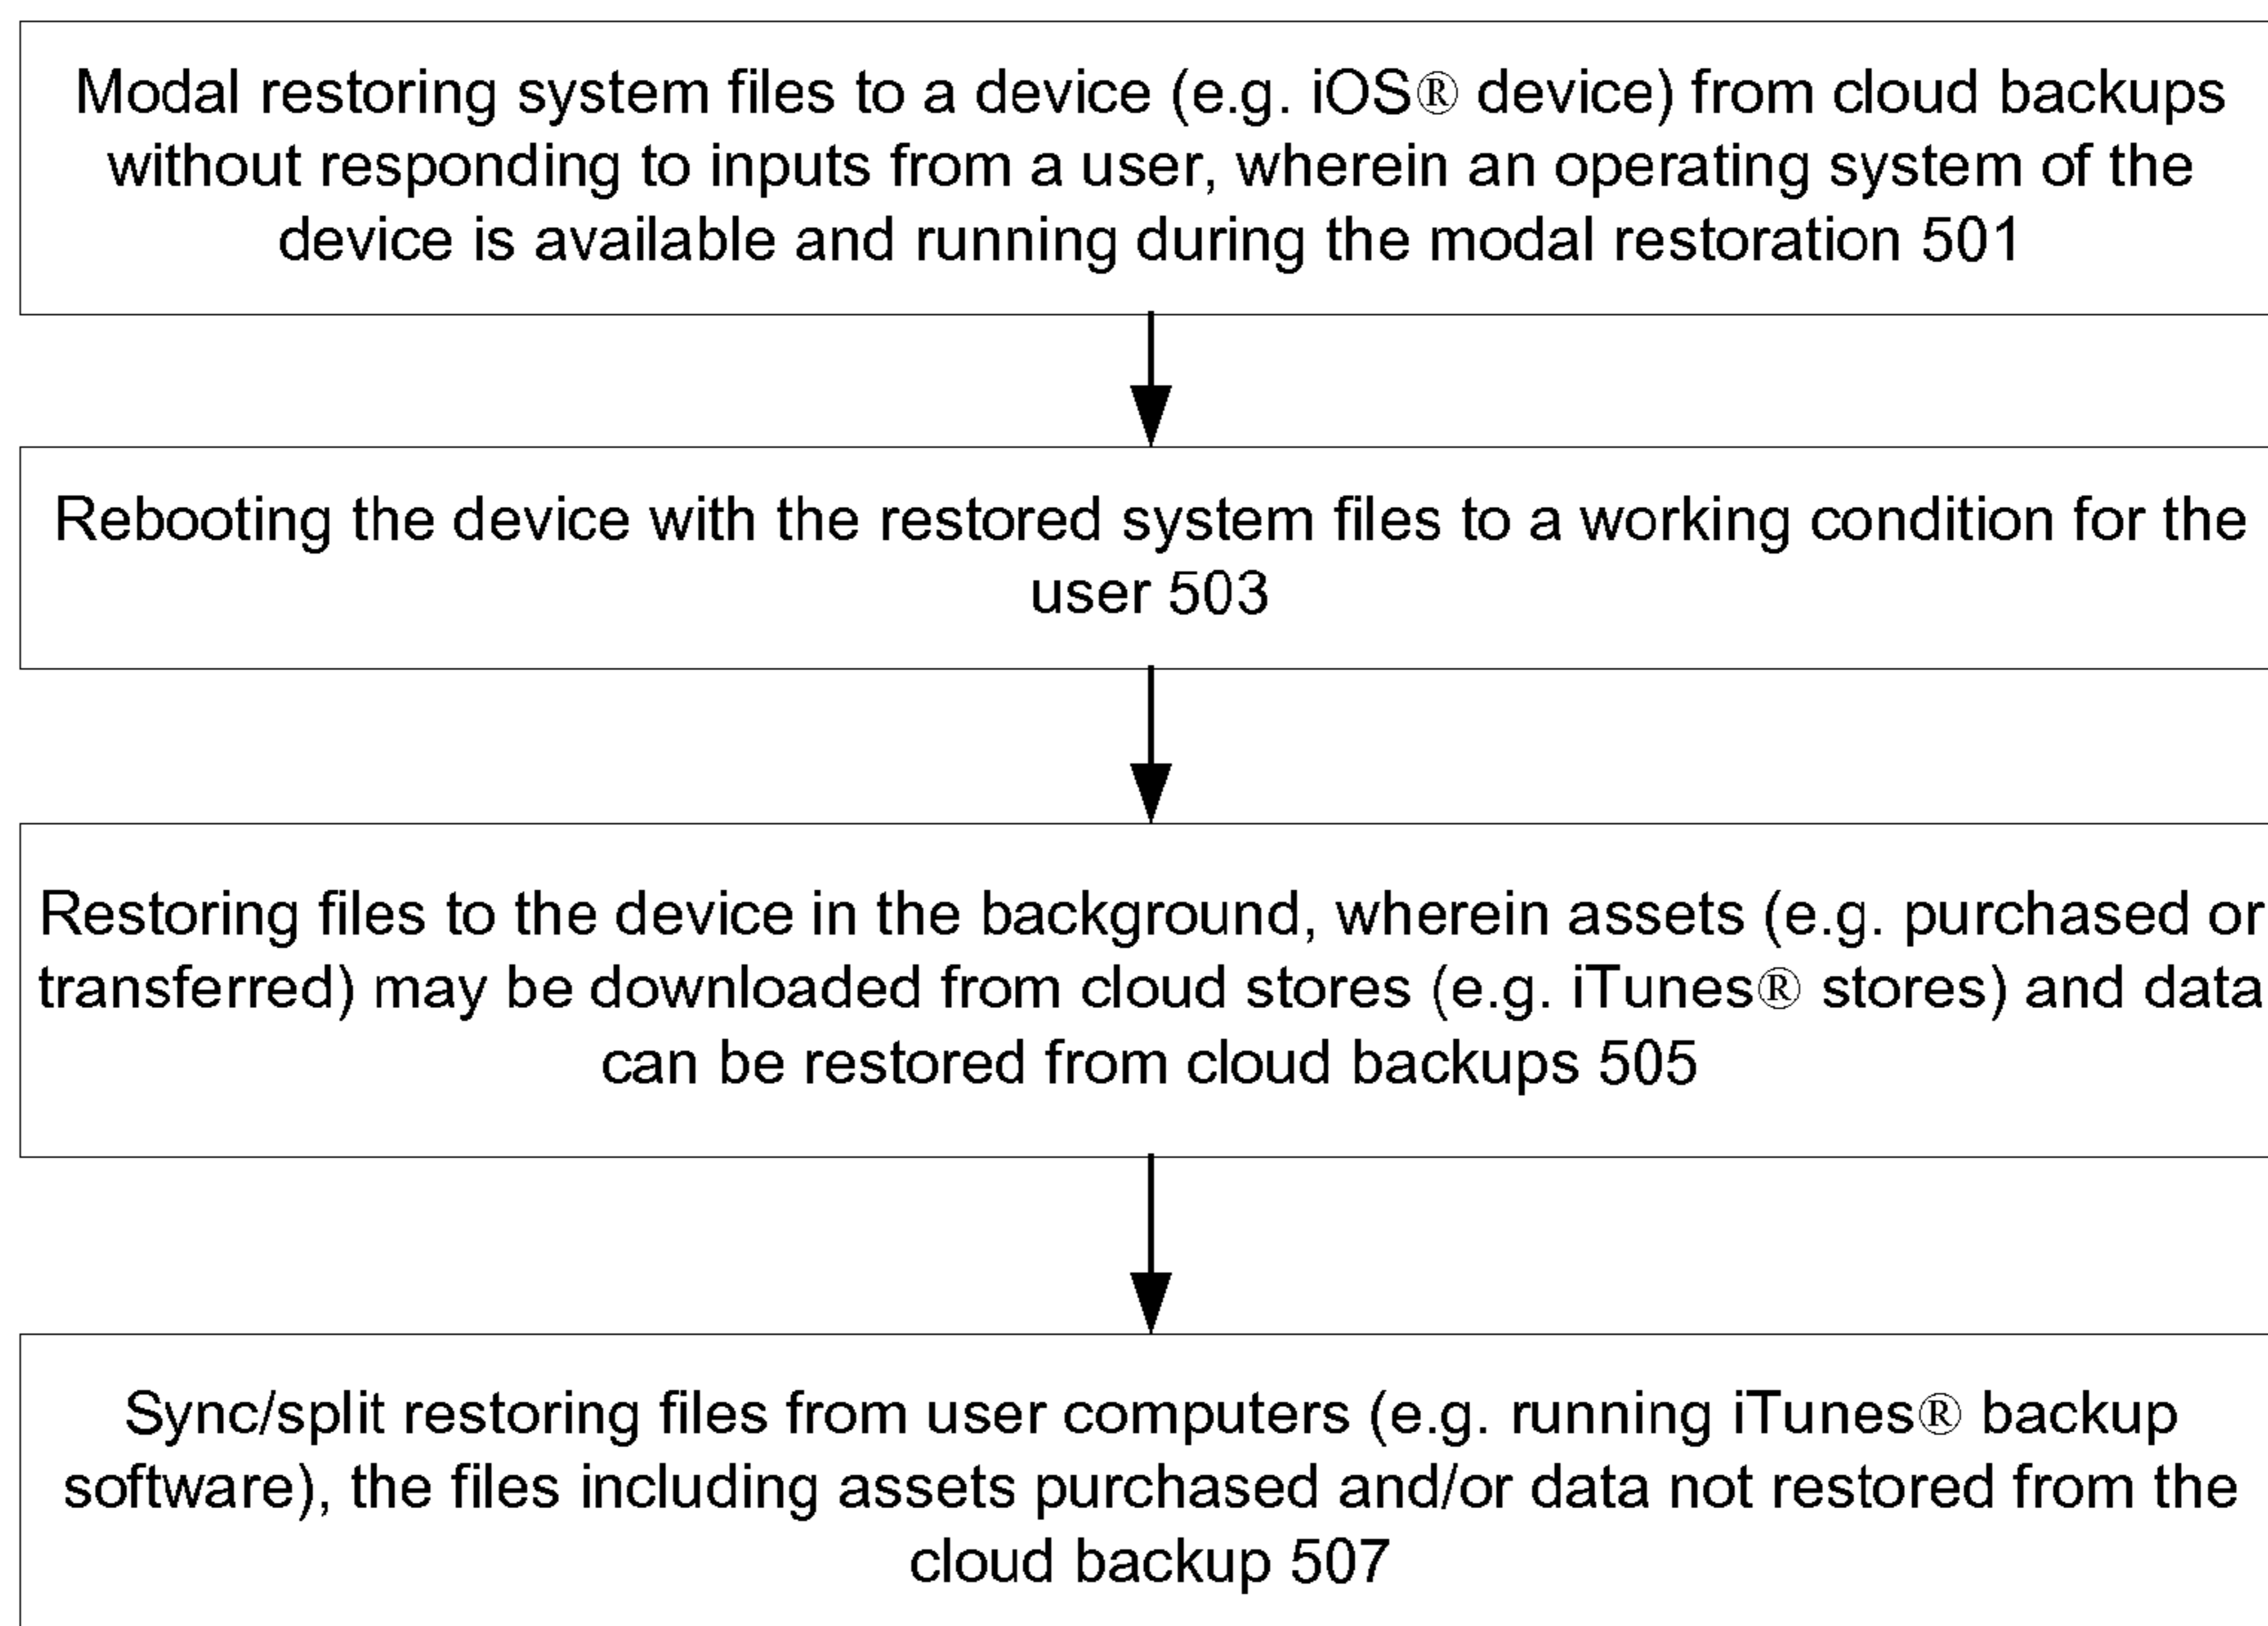 Modal restoring system files to a device (e.g. iOS® device) from cloud backups
without responding to inputs from a user, wherein an operating system of the
device is available and running during the modal restoration 501
Rebooting the device with the restored system files to a working condition for the
user 503
Restoring files to the device in the background, wherein assets (e.g. purchased or
transferred) may be downloaded from cloud stores (e.g. iTunes® stores) and data
can be restored from cloud backups 505
Sync/split restoring files from user computers (e.g. running iTunes® backup
software), the files including assets purchased and/or data not restored from the
cloud backup 507